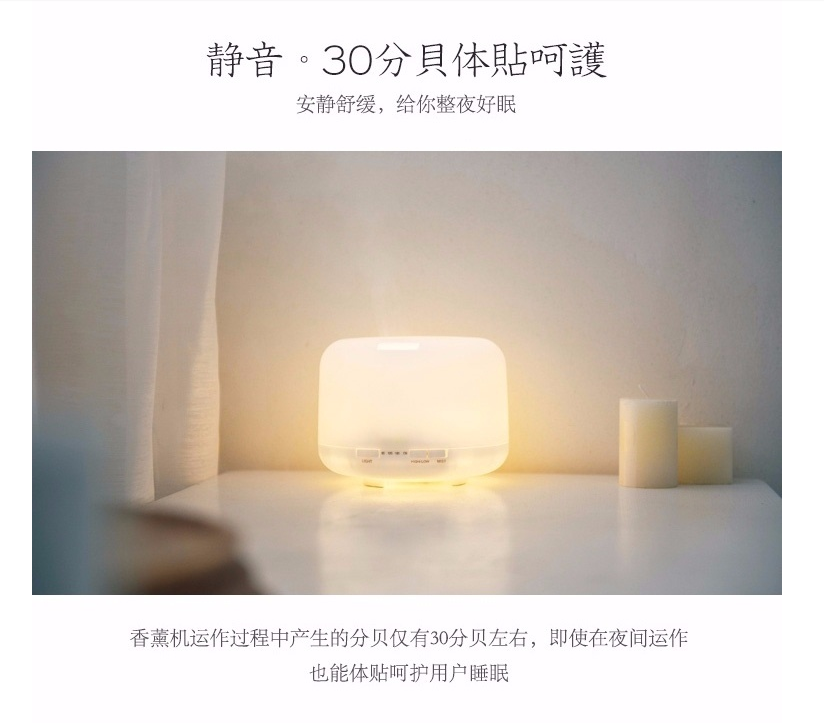 静音。30分貝体貼呵護
安静舒缓，给你整夜好眠
香薰机运作过程中产生的分贝仅有30分贝左右，即使在夜间运作
也能体贴呵护用户睡眠